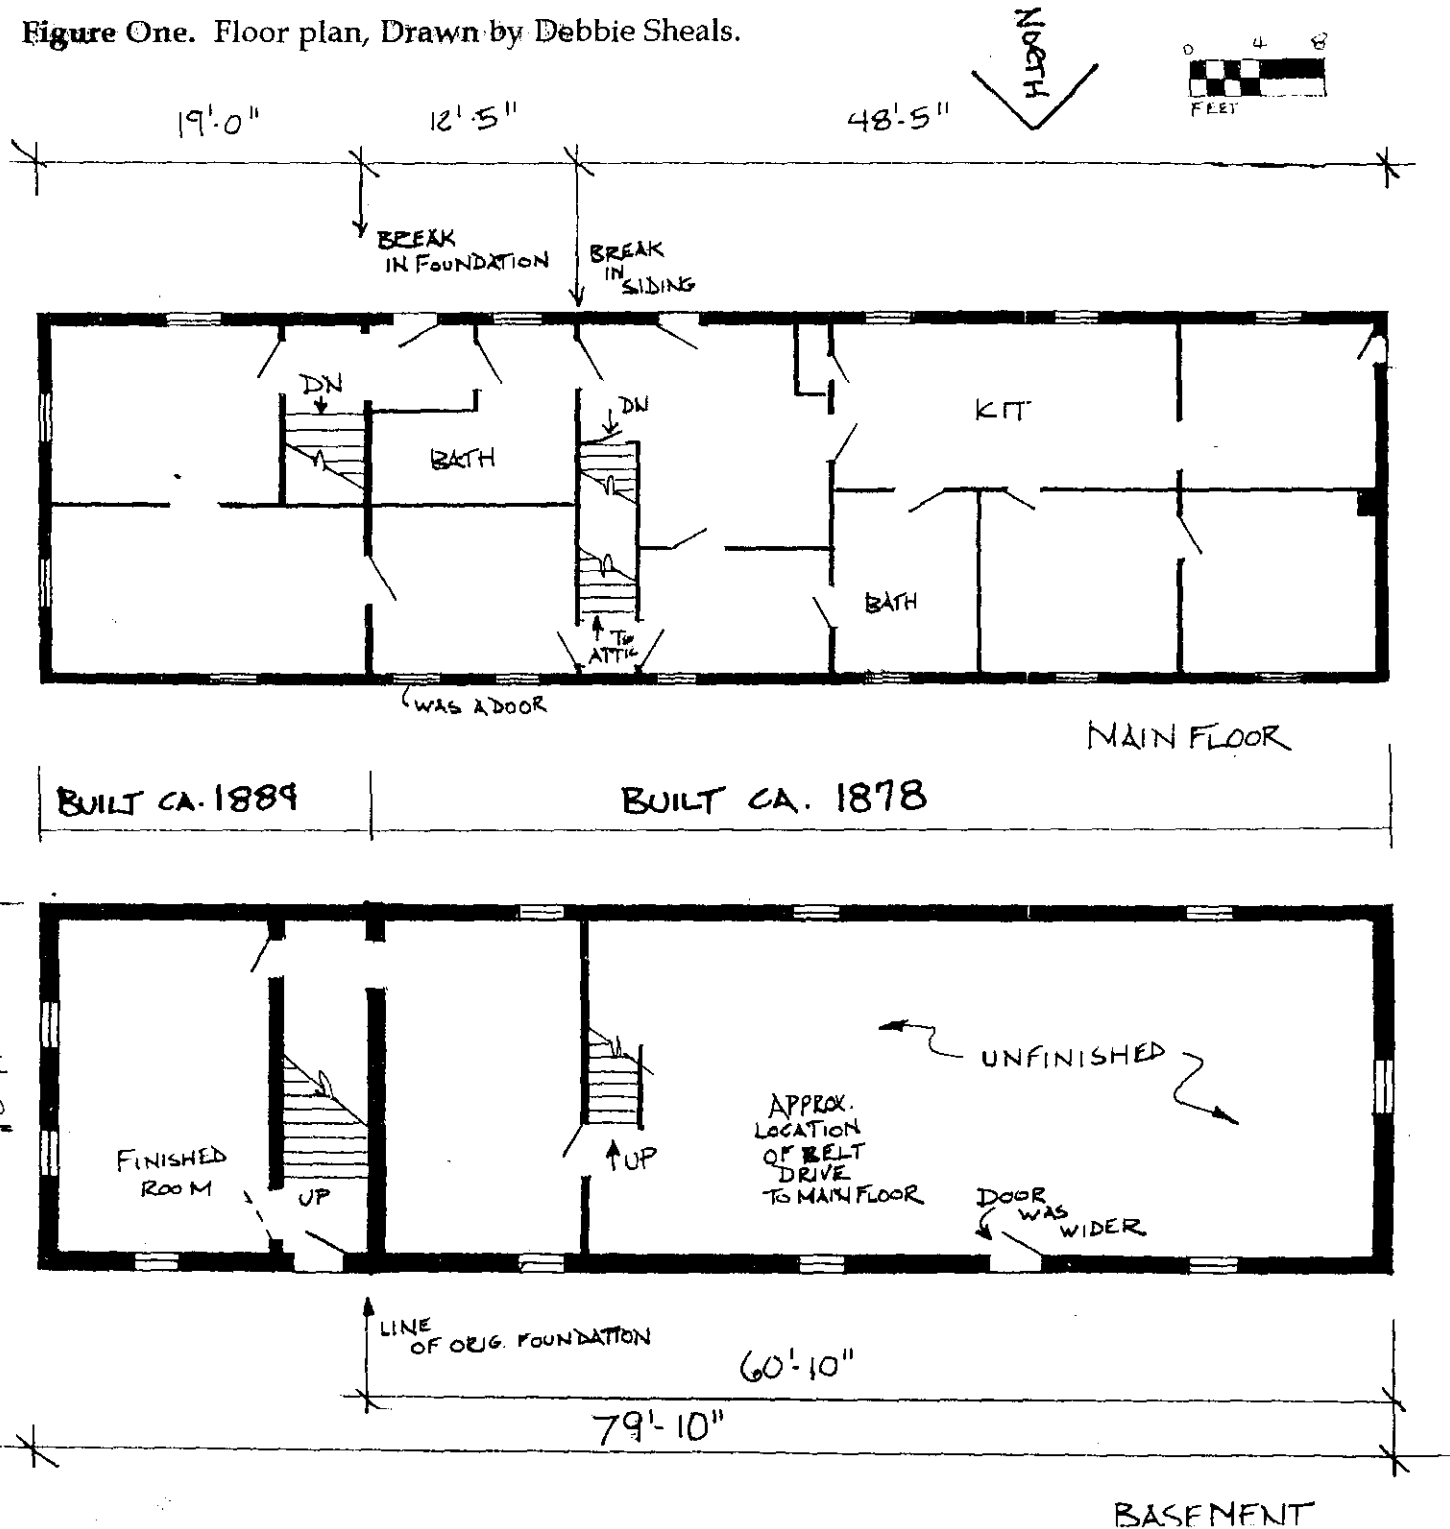 Figure One. Floor plan, Drawn by Debbie Sheals.
NORTH
0 4 8
FEET
19'-0" 12'-5" 48'-5"
BREAK
IN FOUNDATION
BREAK
IN
SIDING
DN
DN
KIT
BATH
BATH
TO
ATTIC
WAS A DOOR
MAIN FLOOR
BUILT CA. 1889 BUILT CA. 1878
UNFINISHED
APPROX.
LOCATION
OF BELT
DRIVE
TO MAIN FLOOR
FINISHED
ROOM
UP
UP
DOOR
WAS
WIDER
LINE
OF ORIG. FOUNDATION
60'-10"
79'-10"
BASEMENT